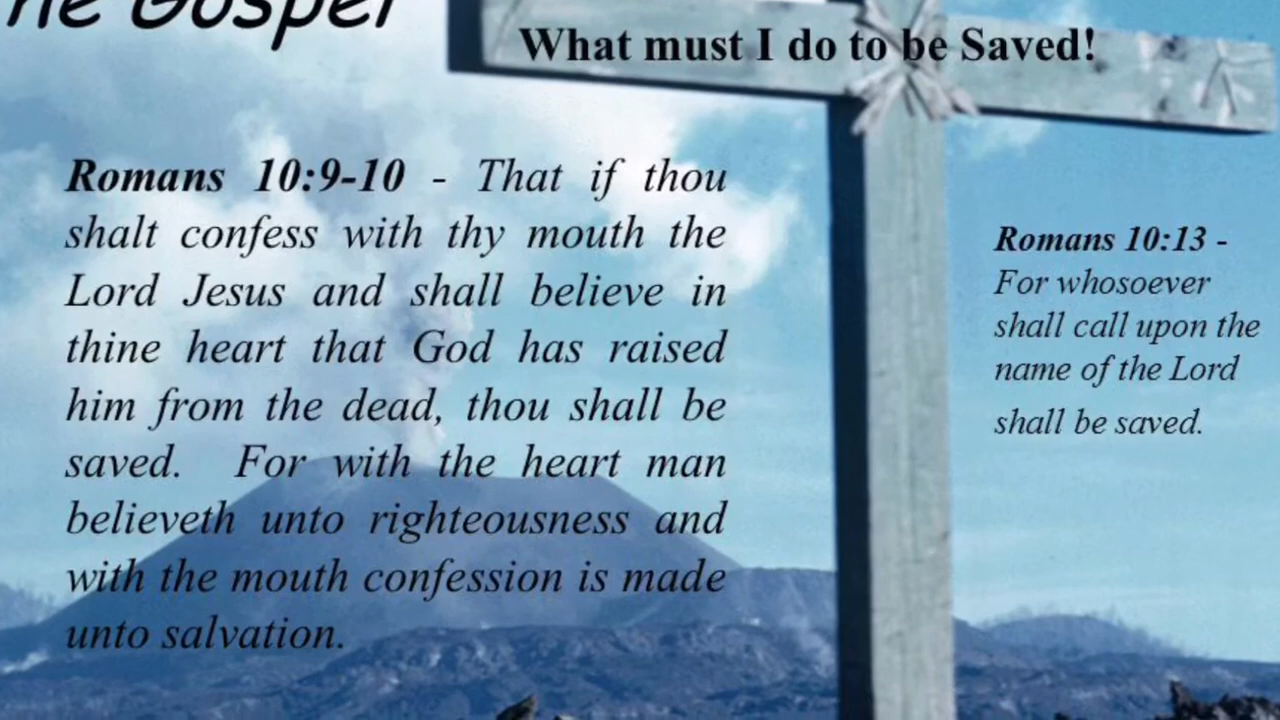 he Gospel
What must I do to be Saved!
Romans 10:9-10 - That if thou
shalt confess with thy mouth the
Lord Jesus and shall believe in
thine heart that God has raised
him from the dead, thou shall be
saved. For with the heart man
believeth unto righteousness and
with the mouth confession is made
unto salvation.
Romans 10:13 -
For whosoever
shall call upon the
name of the Lord
shall be saved.